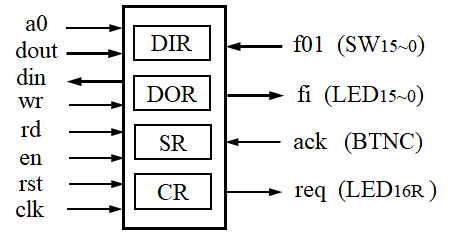 a0
dout
din
wr
rd
en
rst
clk
DIR
DOR
SR
CR
f01 (SW15~0)
fi (LED15~0)
ack (BTNC)
req (LED16R )